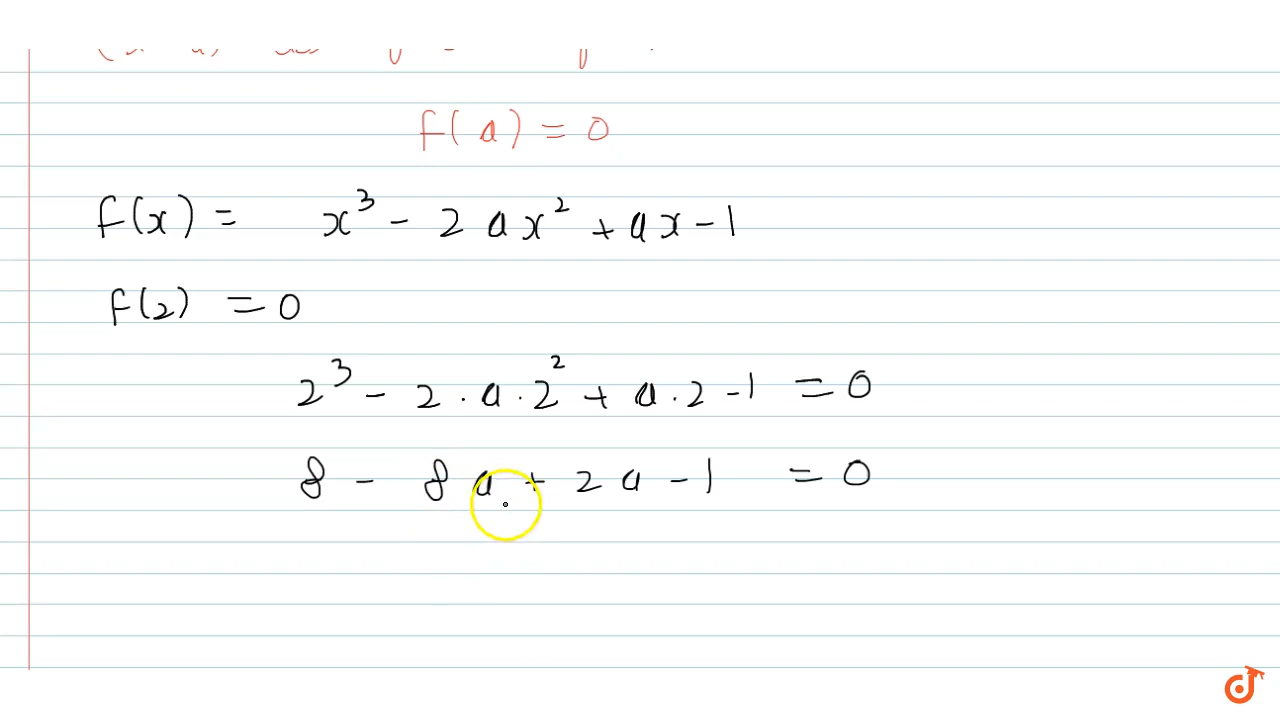 f(a) = 0
f(x) = x³ - 2ax² + ax - 1
f(2) = 0
2³ - 2·a·2² + a·2 - 1 = 0
8 - 8a + 2a - 1 = 0